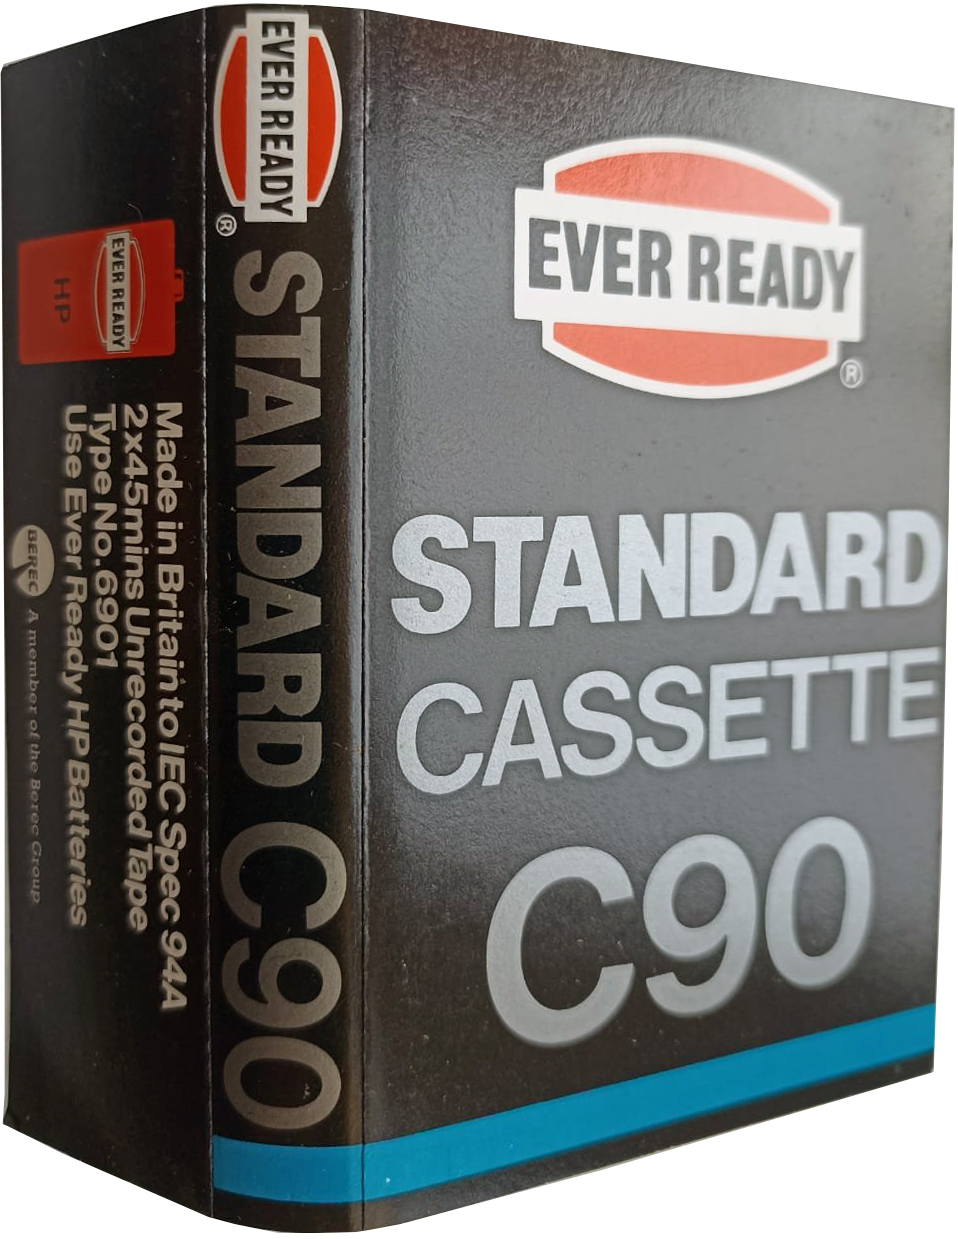 EVER READY
®
STANDARD
CASSETTE
C90
EVER READY
®
STANDARD C90
EVER READY
HP
Made in Britain to IEC Spec 94A
2x45mins Unrecorded Tape
Type No. 6901
Use Ever Ready HP Batteries
BEREC A member of the Berec Group